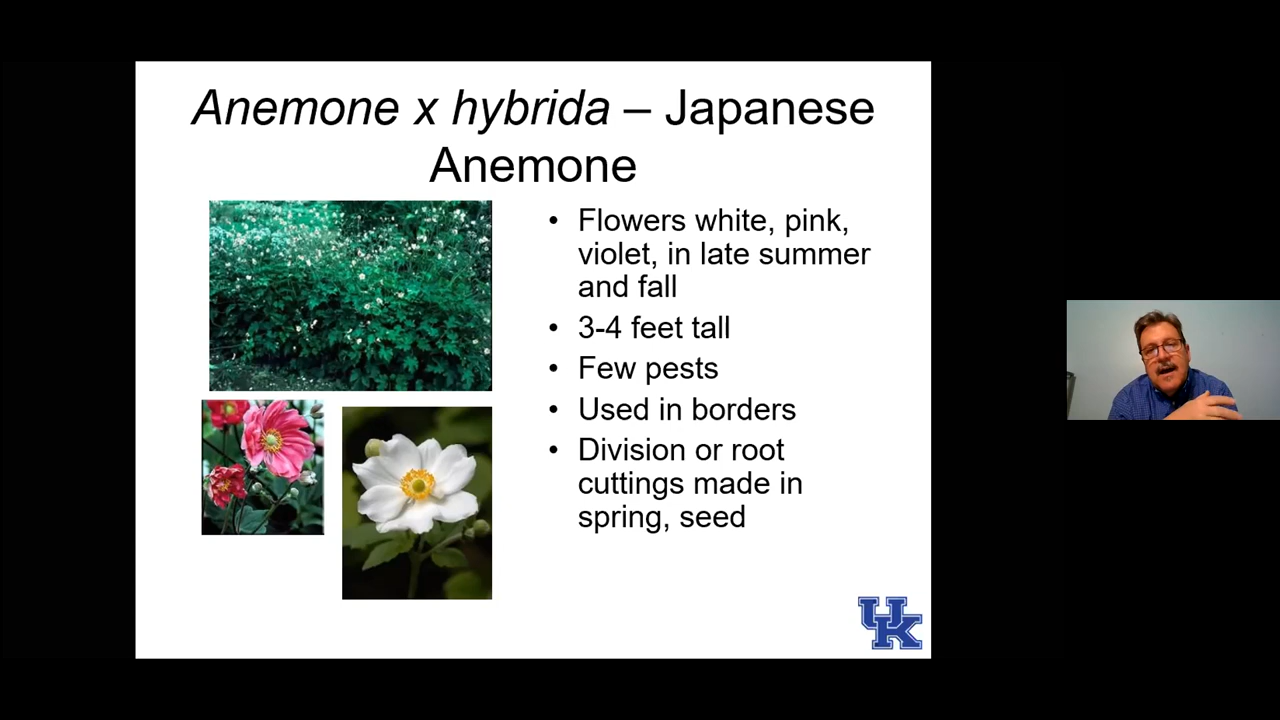 Anemone x hybrida – Japanese
Anemone
• Flowers white, pink,
violet, in late summer
and fall
• 3-4 feet tall
• Few pests
• Used in borders
• Division or root
cuttings made in
spring, seed
UK